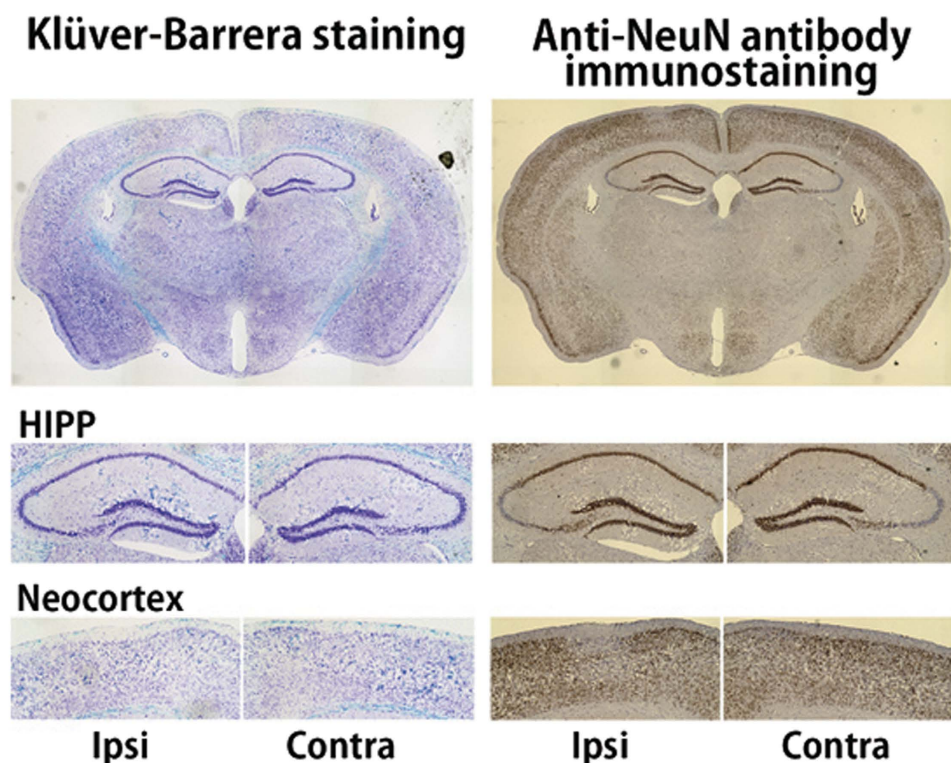 Klüver-Barrera staining
Anti-NeuN antibody
immunostaining
HIPP
Neocortex
Ipsi
Contra
Ipsi
Contra